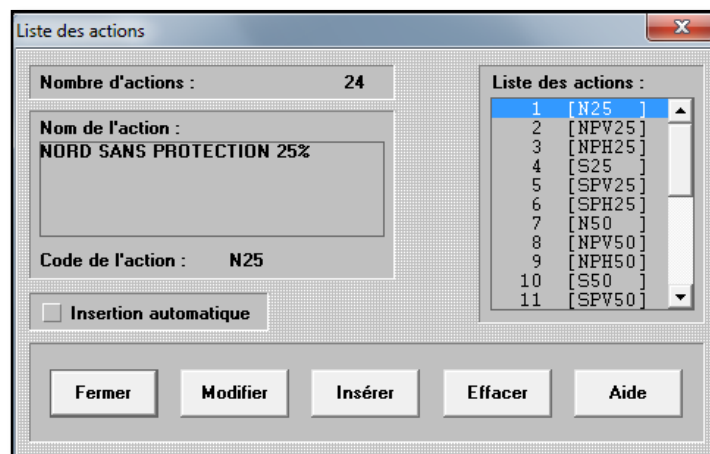 Liste des actions
Nombre d'actions : 24
Nom de l'action :
NORD SANS PROTECTION 25%
Code de l'action : N25
Insertion automatique
Liste des actions :
1 [N25 ]
2 [NPV25]
3 [NPH25]
4 [S25 ]
5 [SPV25]
6 [SPH25]
7 [N50 ]
8 [NPV50]
9 [NPH50]
10 [S50 ]
11 [SPV50]
Fermer Modifier Insérer Effacer Aide